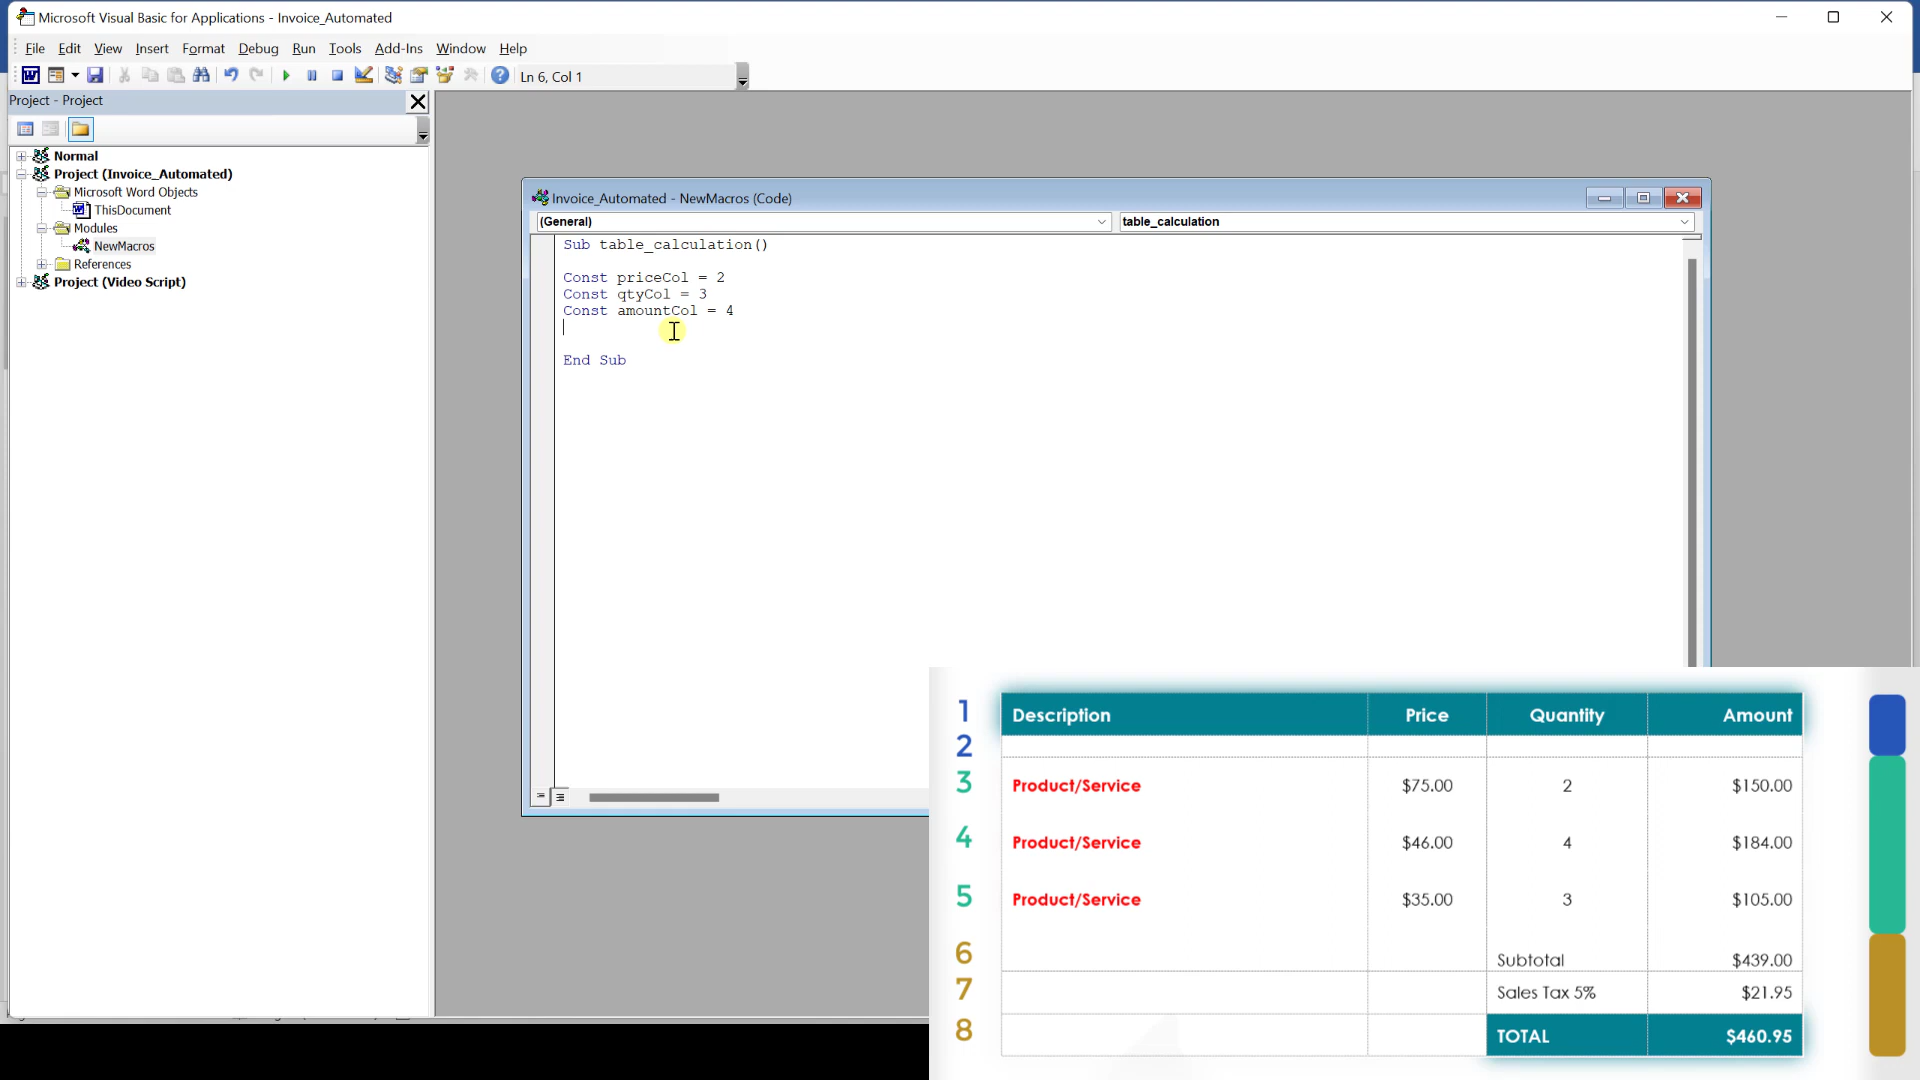 Microsoft Visual Basic for Applications - Invoice_Automated
File Edit View Insert Format Debug Run Tools Add-Ins Window Help
Ln 6, Col 1
Project - Project
Normal
Project (Invoice_Automated)
Microsoft Word Objects
ThisDocument
Modules
NewMacros
References
Project (Video Script)
Invoice_Automated - NewMacros (Code)
(General) table_calculation
Sub table_calculation()
Const priceCol = 2
Const qtyCol = 3
Const amountCol = 4
End Sub
1 Description Price Quantity Amount
2
3 Product/Service $75.00 2 $150.00
4 Product/Service $46.00 4 $184.00
5 Product/Service $35.00 3 $105.00
6 Subtotal $439.00
7 Sales Tax 5% $21.95
8 TOTAL $460.95